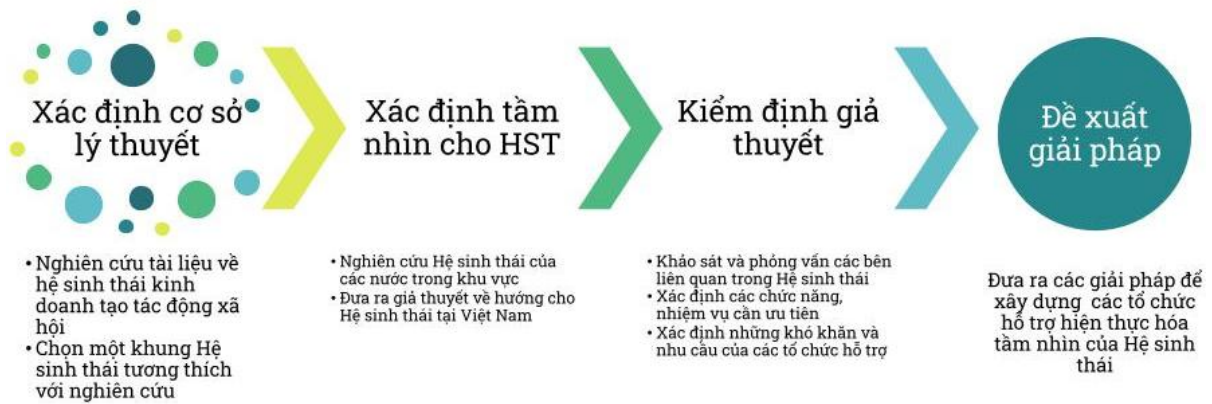 Xác định cơ sở
lý thuyết
• Nghiên cứu tài liệu về
hệ sinh thái kinh
doanh tạo tác động xã
hội
• Chọn một khung Hệ
sinh thái tương thích
với nghiên cứu
Xác định tầm
nhìn cho HST
• Nghiên cứu Hệ sinh thái của
các nước trong khu vực
• Đưa ra giả thuyết về hướng cho
Hệ sinh thái tại Việt Nam
Kiểm định giả
thuyết
• Khảo sát và phỏng vấn các bên
liên quan trong Hệ sinh thái
• Xác định các chức năng,
nhiệm vụ cần ưu tiên
• Xác định những khó khăn và
nhu cầu của các tổ chức hỗ trợ
Đề xuất
giải pháp
Đưa ra các giải pháp để
xây dựng các tổ chức
hỗ trợ hiện thực hóa
tầm nhìn của Hệ sinh
thái